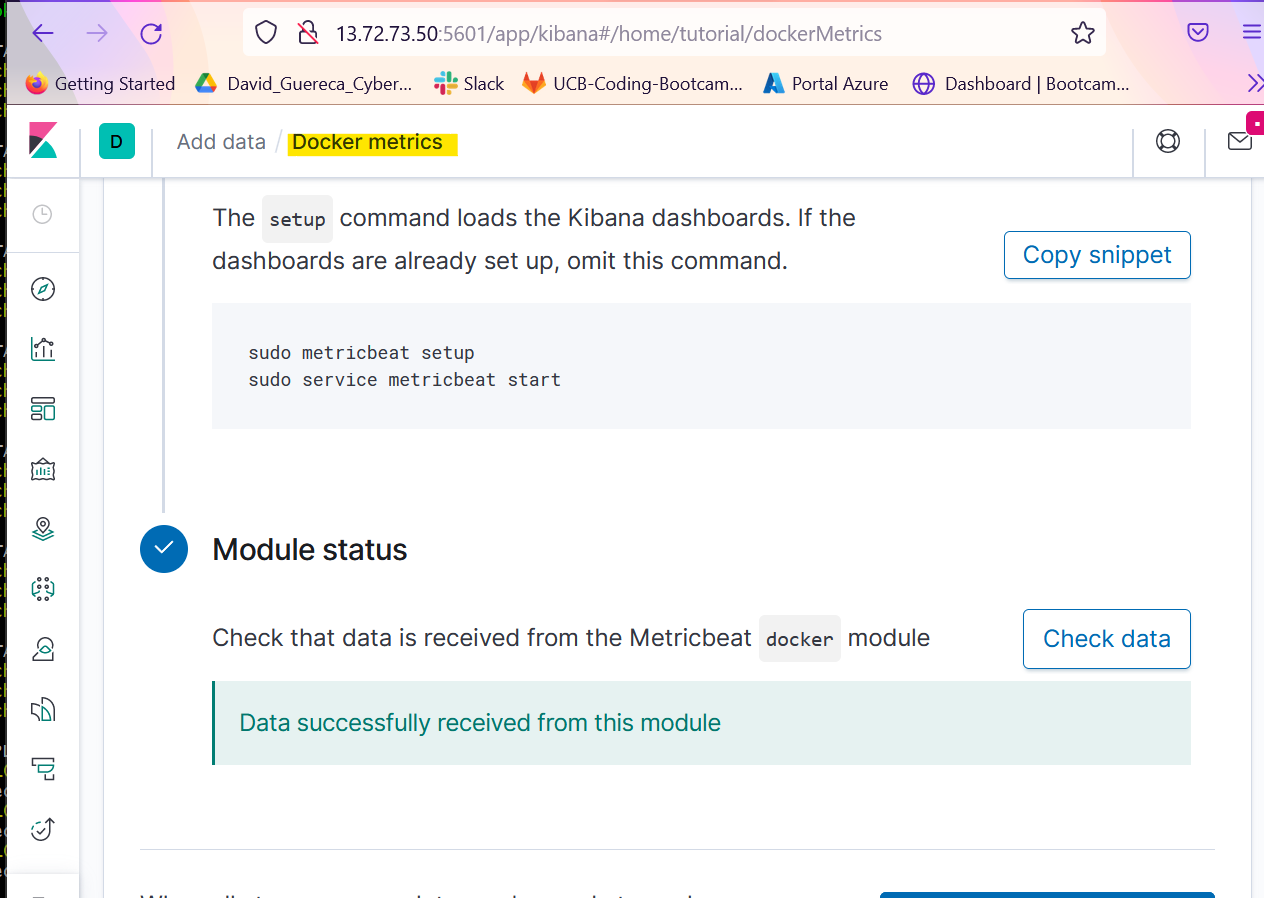 13.72.73.50:5601/app/kibana#/home/tutorial/dockerMetrics
Getting Started David_Guereca_Cyber... Slack UCB-Coding-Bootcam... Portal Azure Dashboard | Bootcam...
D Add data / Docker metrics
The setup command loads the Kibana dashboards. If the
dashboards are already set up, omit this command.
Copy snippet
sudo metricbeat setup
sudo service metricbeat start
Module status
Check that data is received from the Metricbeat docker module
Check data
Data successfully received from this module